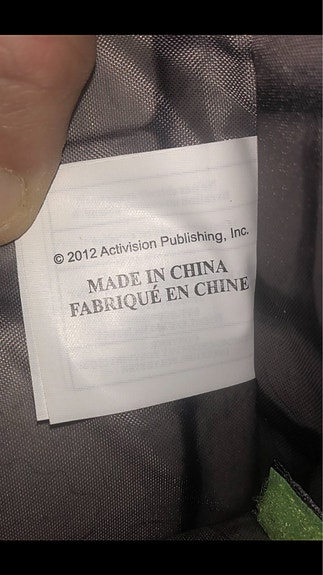 © 2012 Activision Publishing, Inc.
MADE IN CHINA
FABRIQUÉ EN CHINE